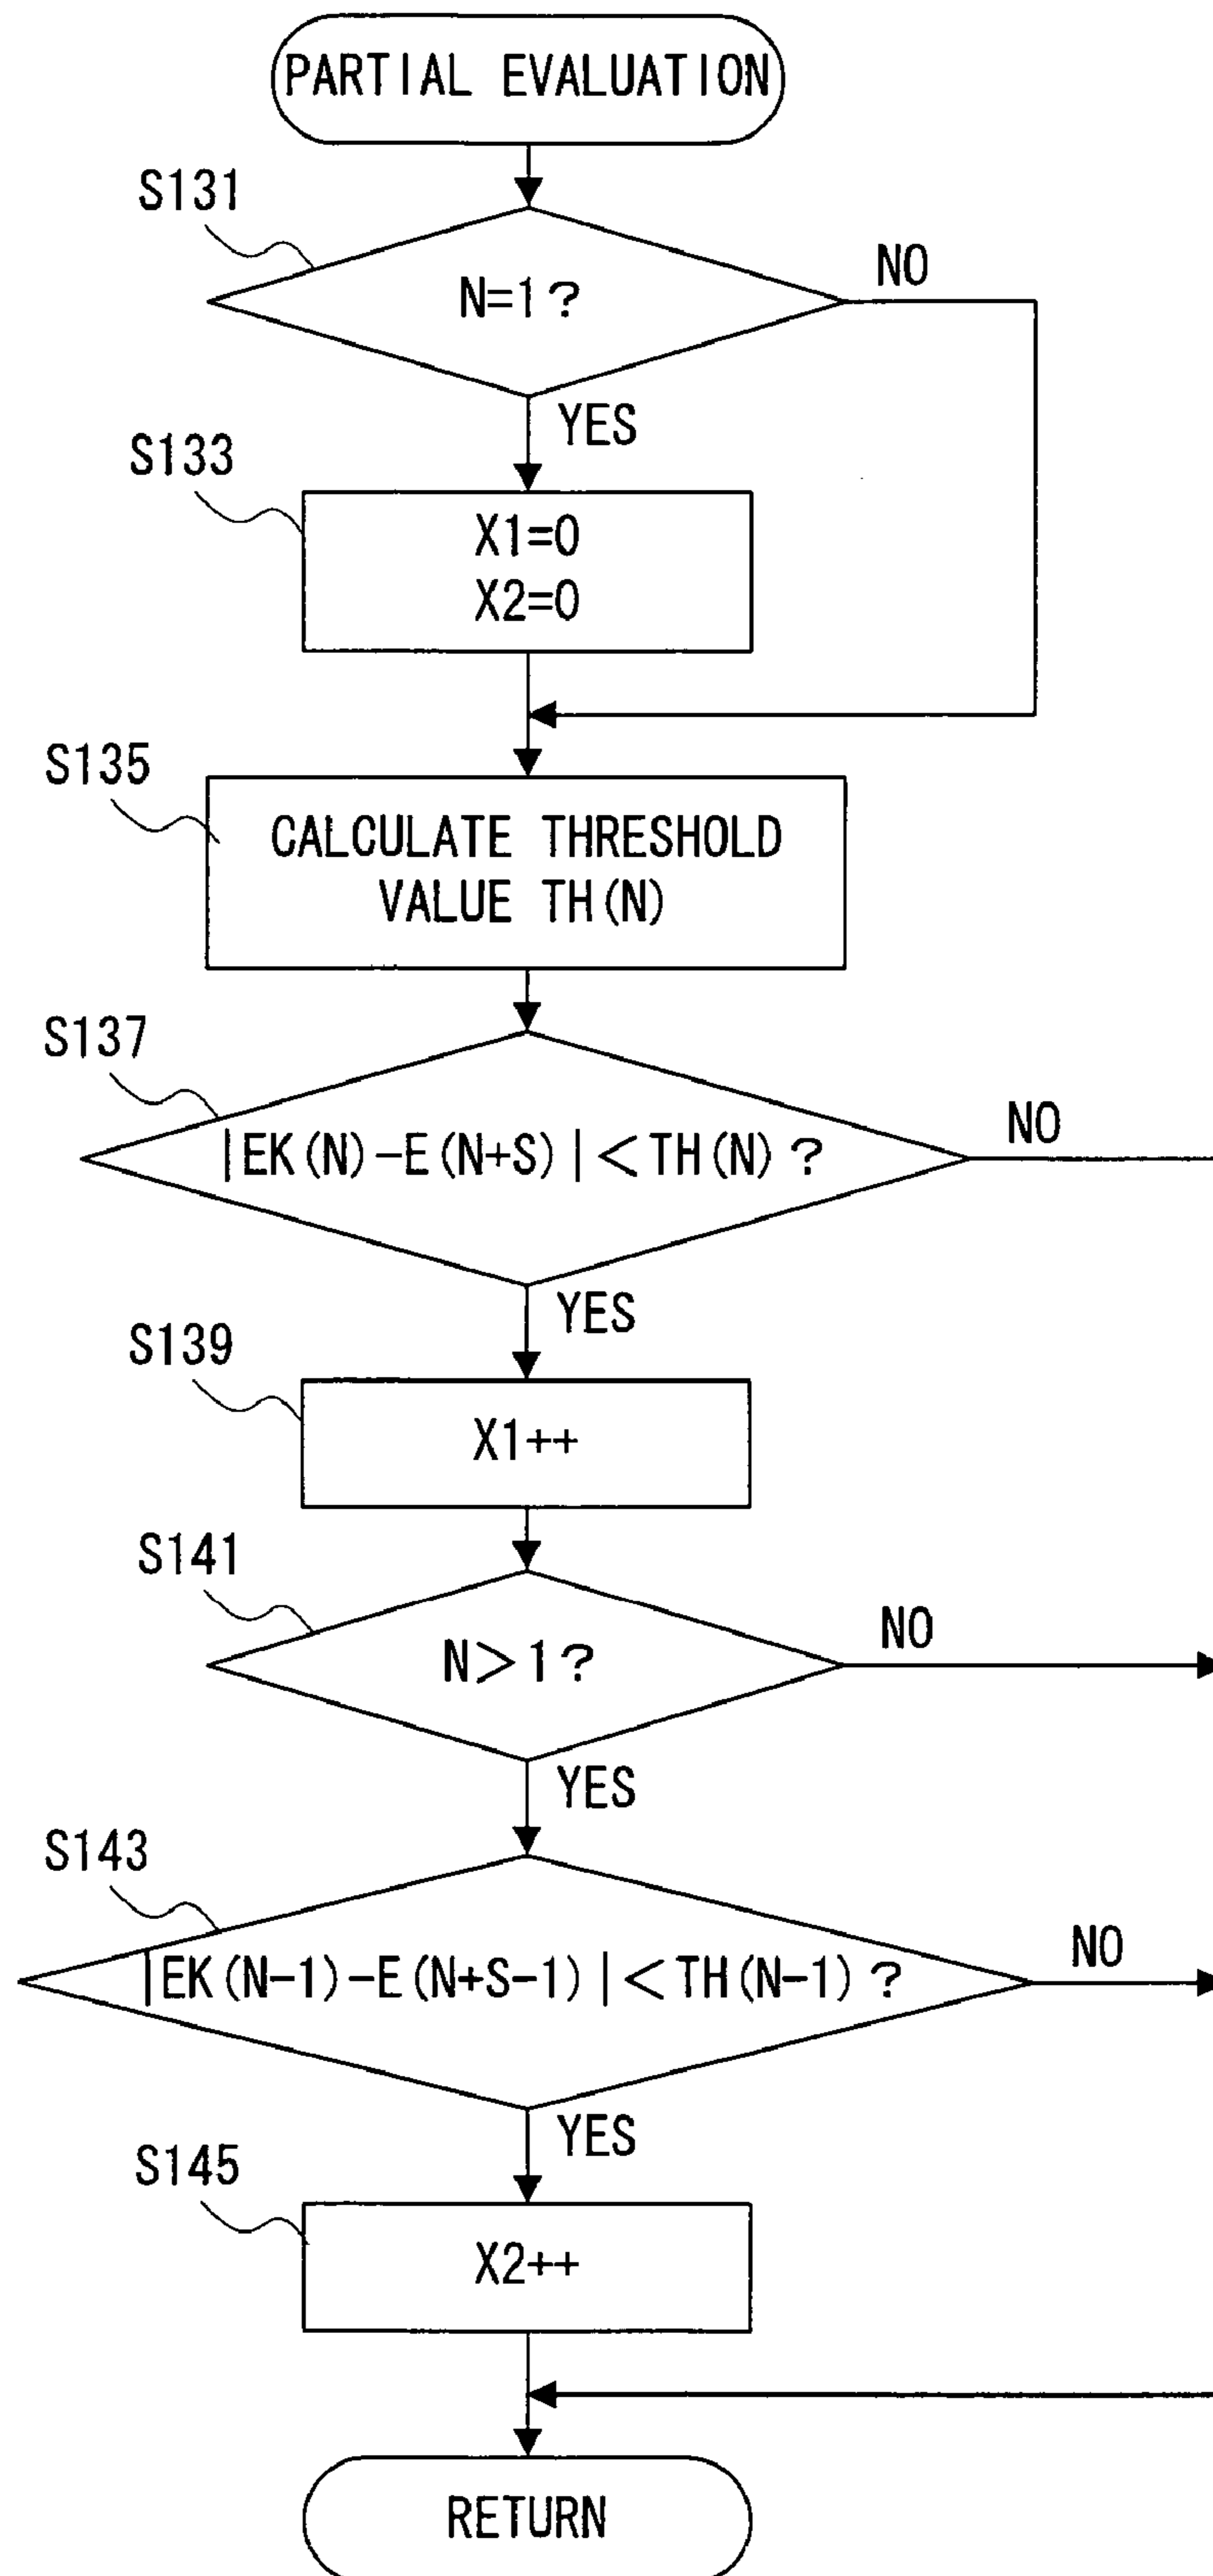 PARTIAL EVALUATION
S131
N=1?
NO
YES
S133
X1=0
X2=0
S135
CALCULATE THRESHOLD
VALUE TH(N)
S137
|EK(N)-E(N+S)|<TH(N)?
NO
YES
S139
X1++
S141
N>1?
NO
YES
S143
|EK(N-1)-E(N+S-1)|<TH(N-1)?
NO
YES
S145
X2++
RETURN